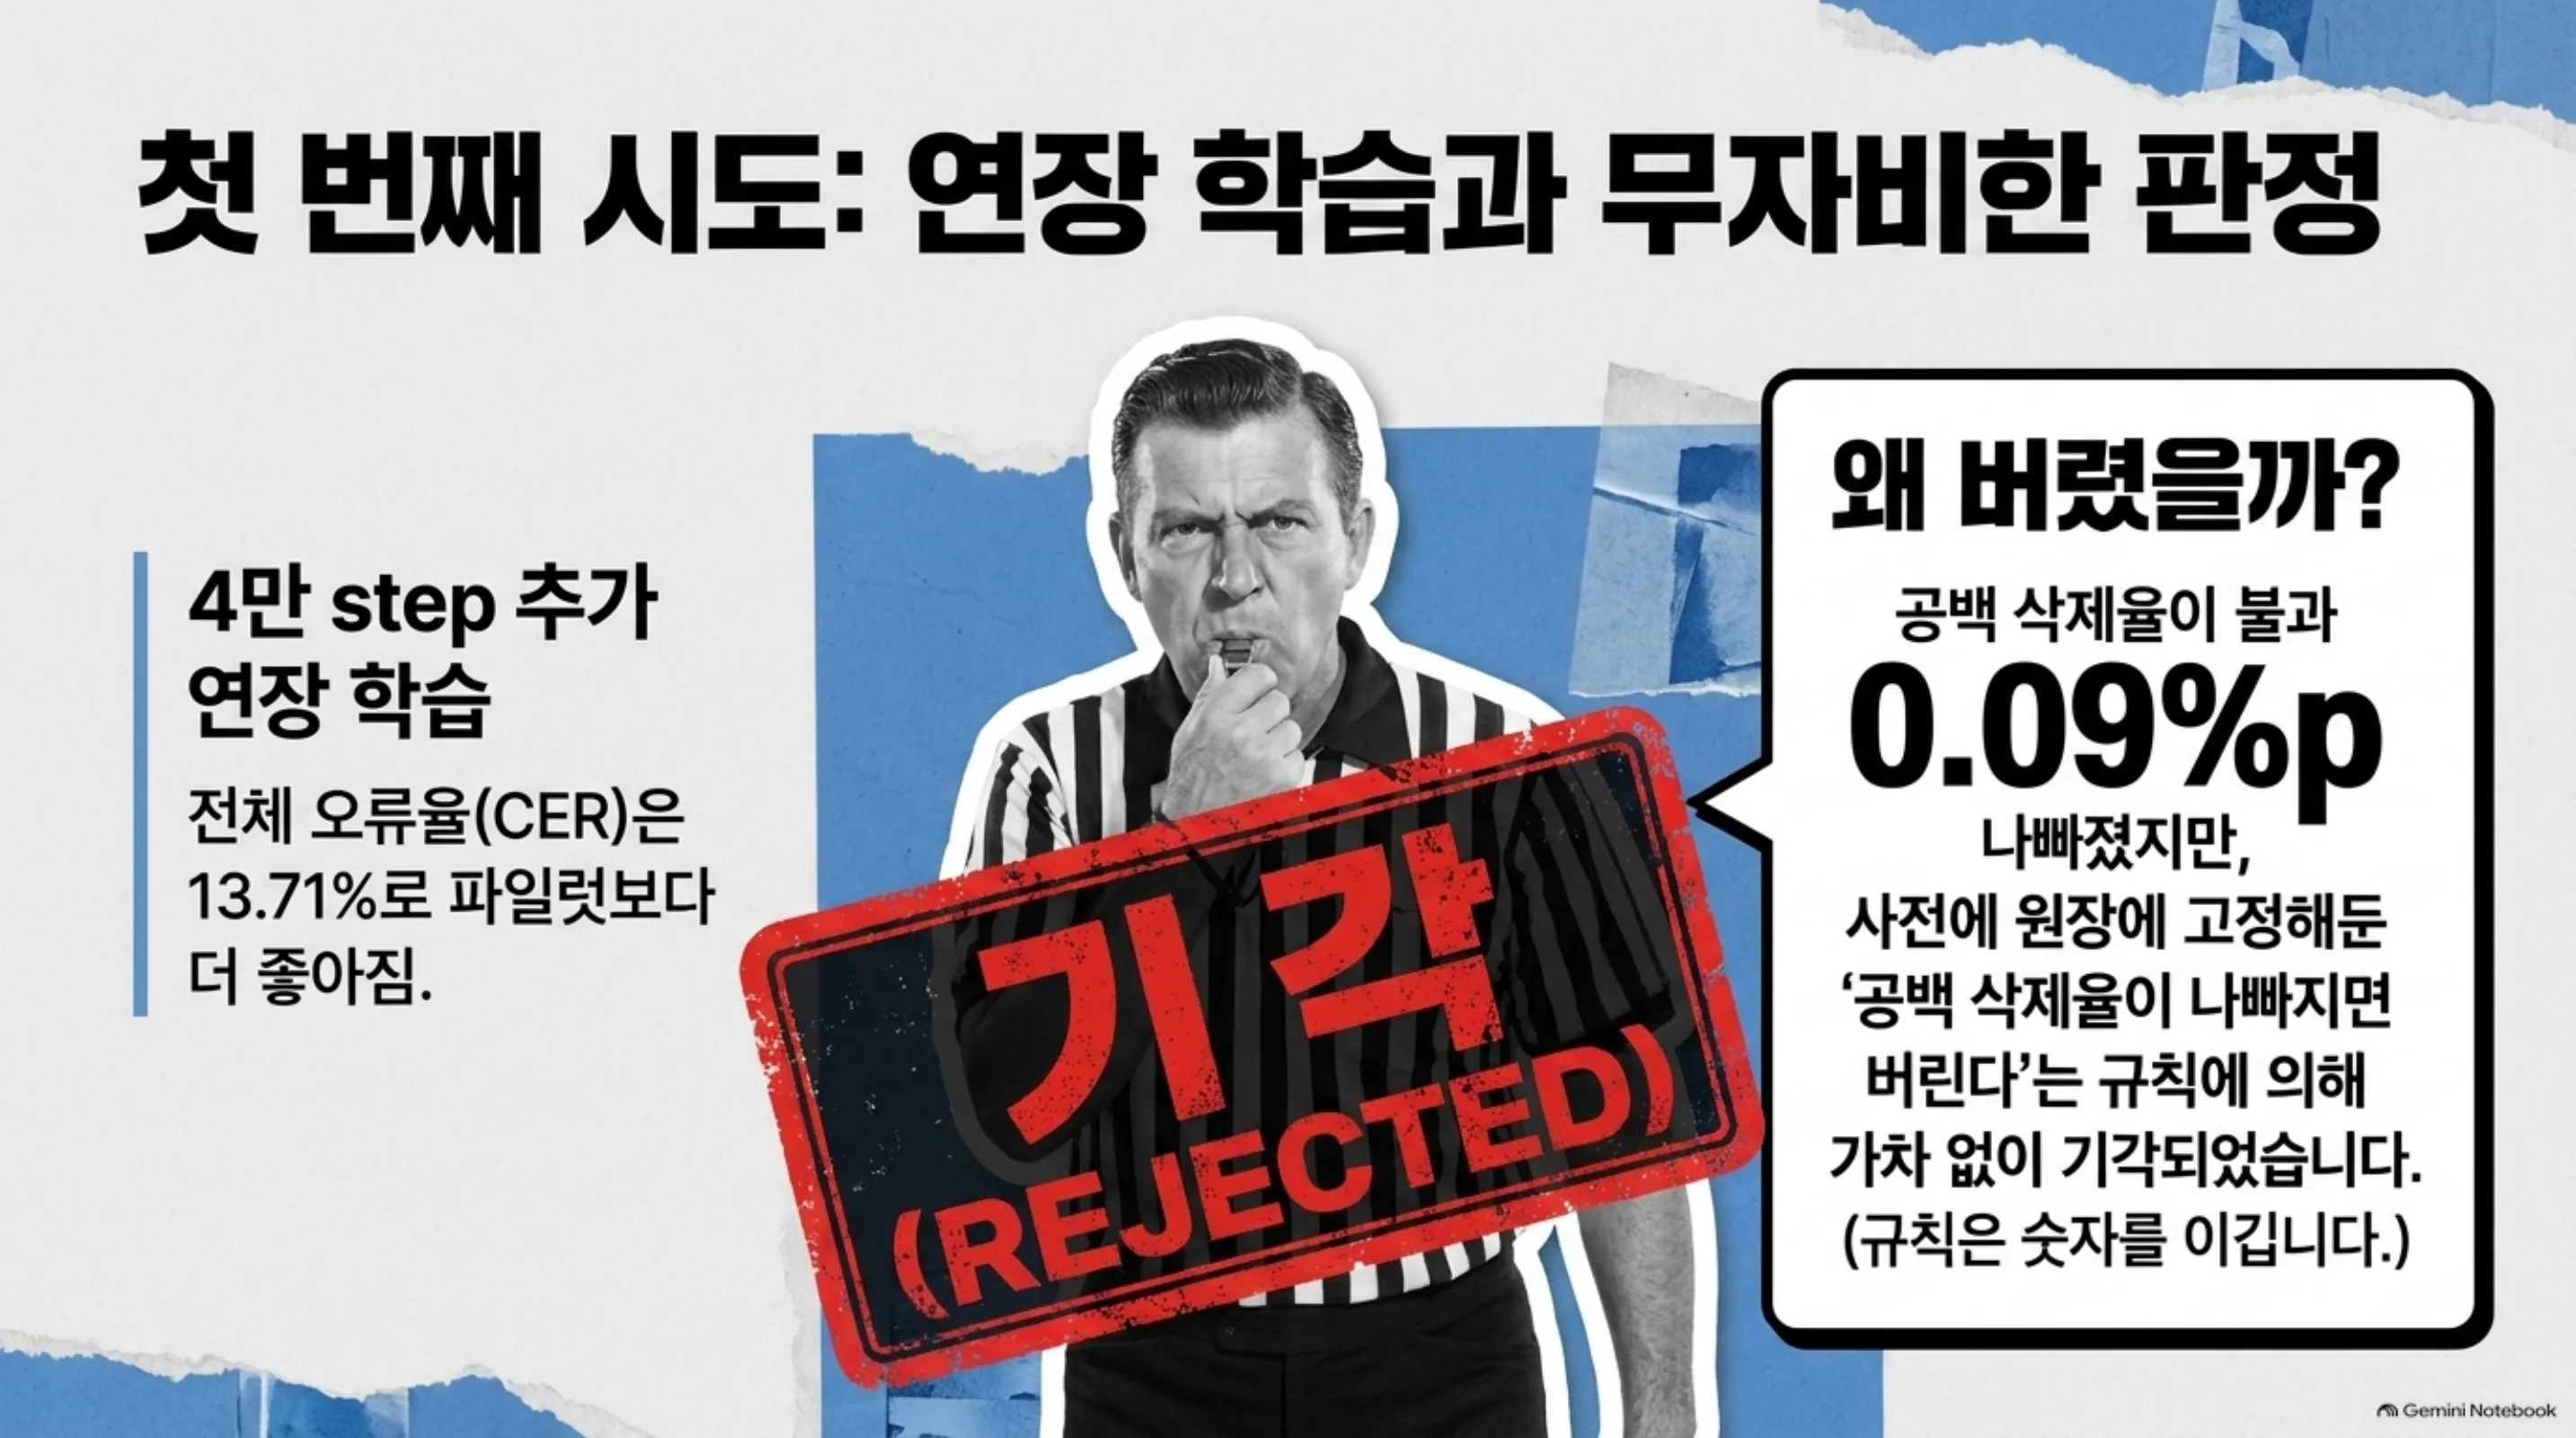 첫 번째 시도: 연장 학습과 무자비한 판정
4만 step 추가
연장 학습
전체 오류율(CER)은
13.71%로 파일럿보다
더 좋아짐.
기각
(REJECTED)
왜 버렸을까?
공백 삭제율이 불과
0.09%p
나빠졌지만,
사전에 원장에 고정해둔
‘공백 삭제율이 나빠지면
버린다’는 규칙에 의해
가차 없이 기각되었습니다.
(규칙은 숫자를 이깁니다.)
Gemini Notebook